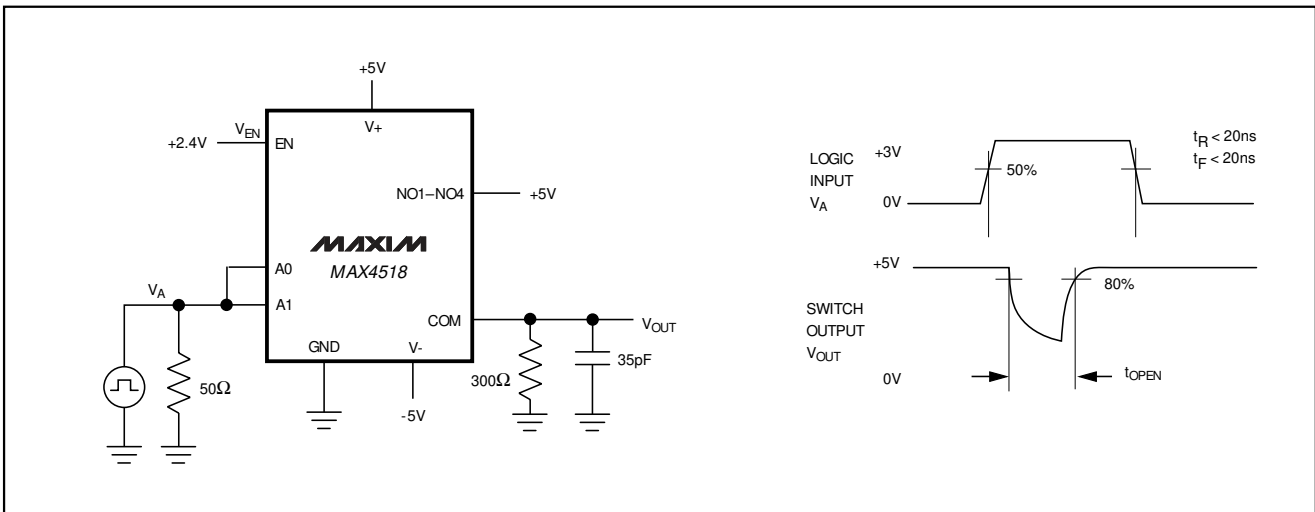 +5V
V+
+2.4V
VEN
EN
NO1–NO4
+5V
MAXIM
MAX4518
A0
VA
A1
COM
VOUT
GND
V-
50Ω
-5V
300Ω
35pF
LOGIC
INPUT
VA
+3V
0V
50%
tR < 20ns
tF < 20ns
+5V
80%
SWITCH
OUTPUT
VOUT
0V
tOPEN